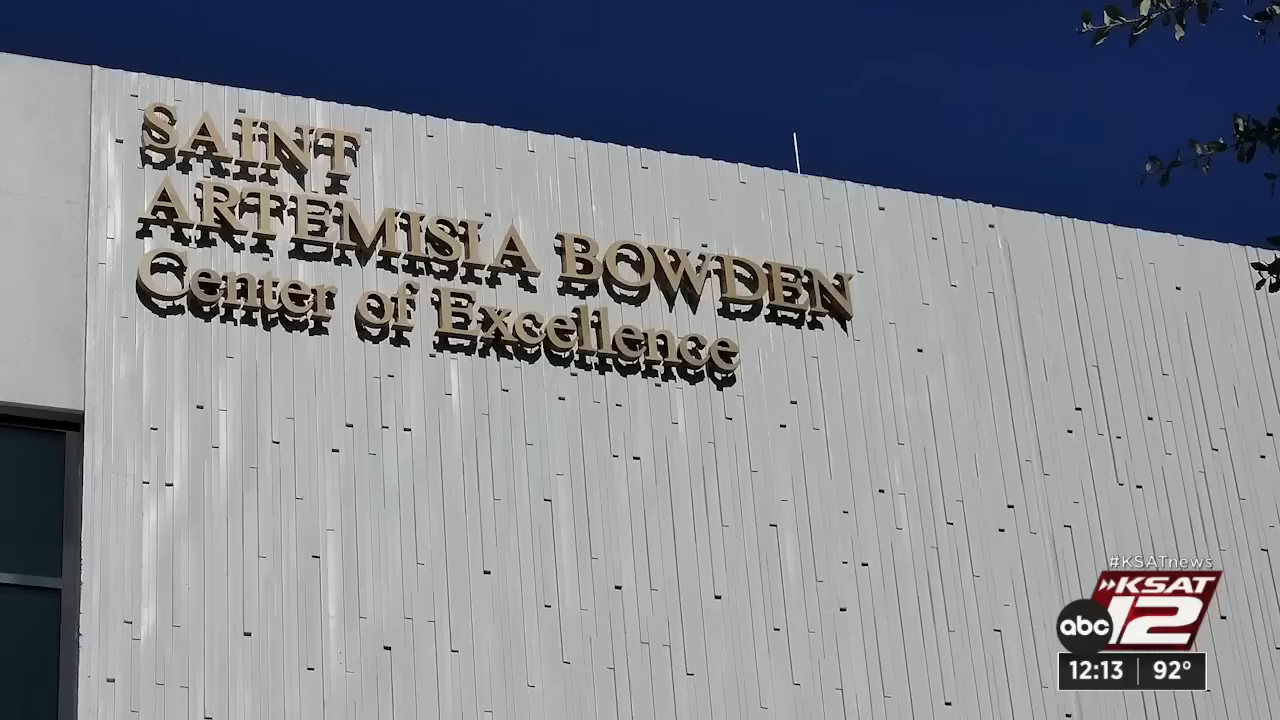 SAINT
ARTEMISIA BOWDEN
Center of Excellence
#KSATnews
KSAT
12
abc
12:13 92°